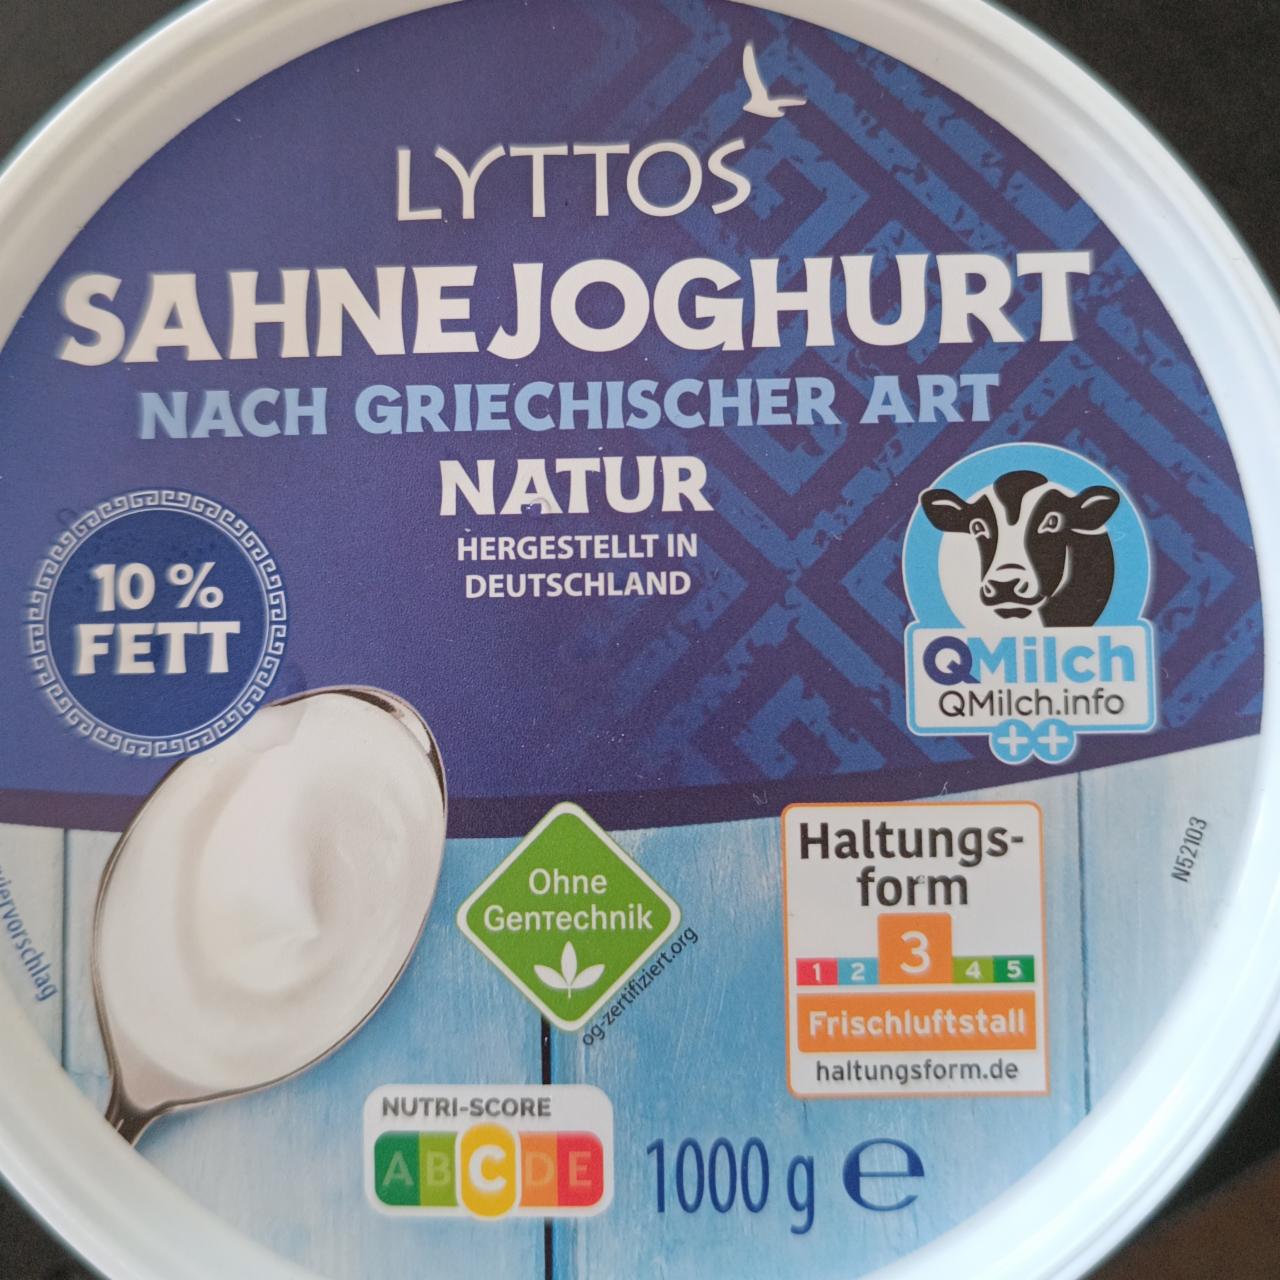 LYTTOS
SAHNEJOGHURT
NACH GRIECHISCHER ART
NATUR
HERGESTELLT IN
DEUTSCHLAND
10 %
FETT
QMilch
QMilch.info
++
Ohne
GenTechnik
og-zertifiziert.org
Haltungs-
form
1 2 3 4 5
Frischluftstall
haltungsform.de
N52103
NUTRI-SCORE
A B C D E
1000 g e